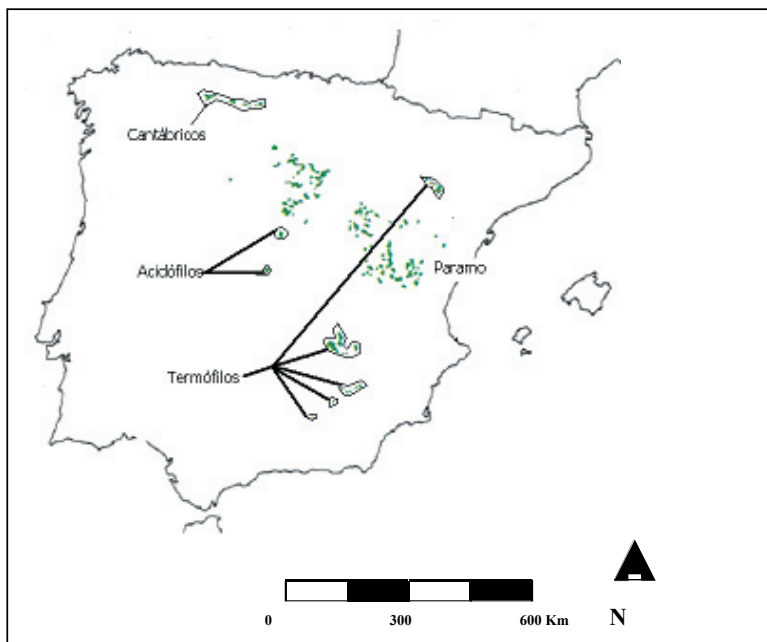 Cantábricos
Acidófilos
Paramo
Termófilos
0 300 600 Km N